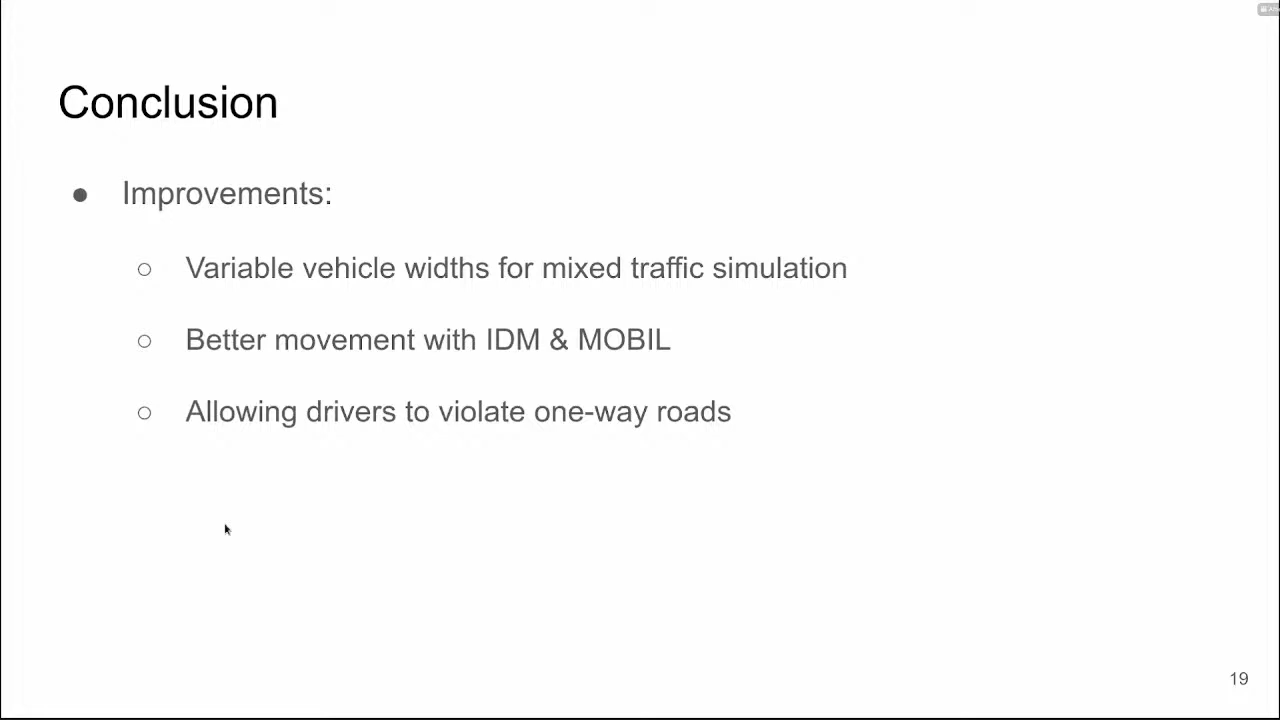 Conclusion
● Improvements:
○ Variable vehicle widths for mixed traffic simulation
○ Better movement with IDM & MOBIL
○ Allowing drivers to violate one-way roads
19